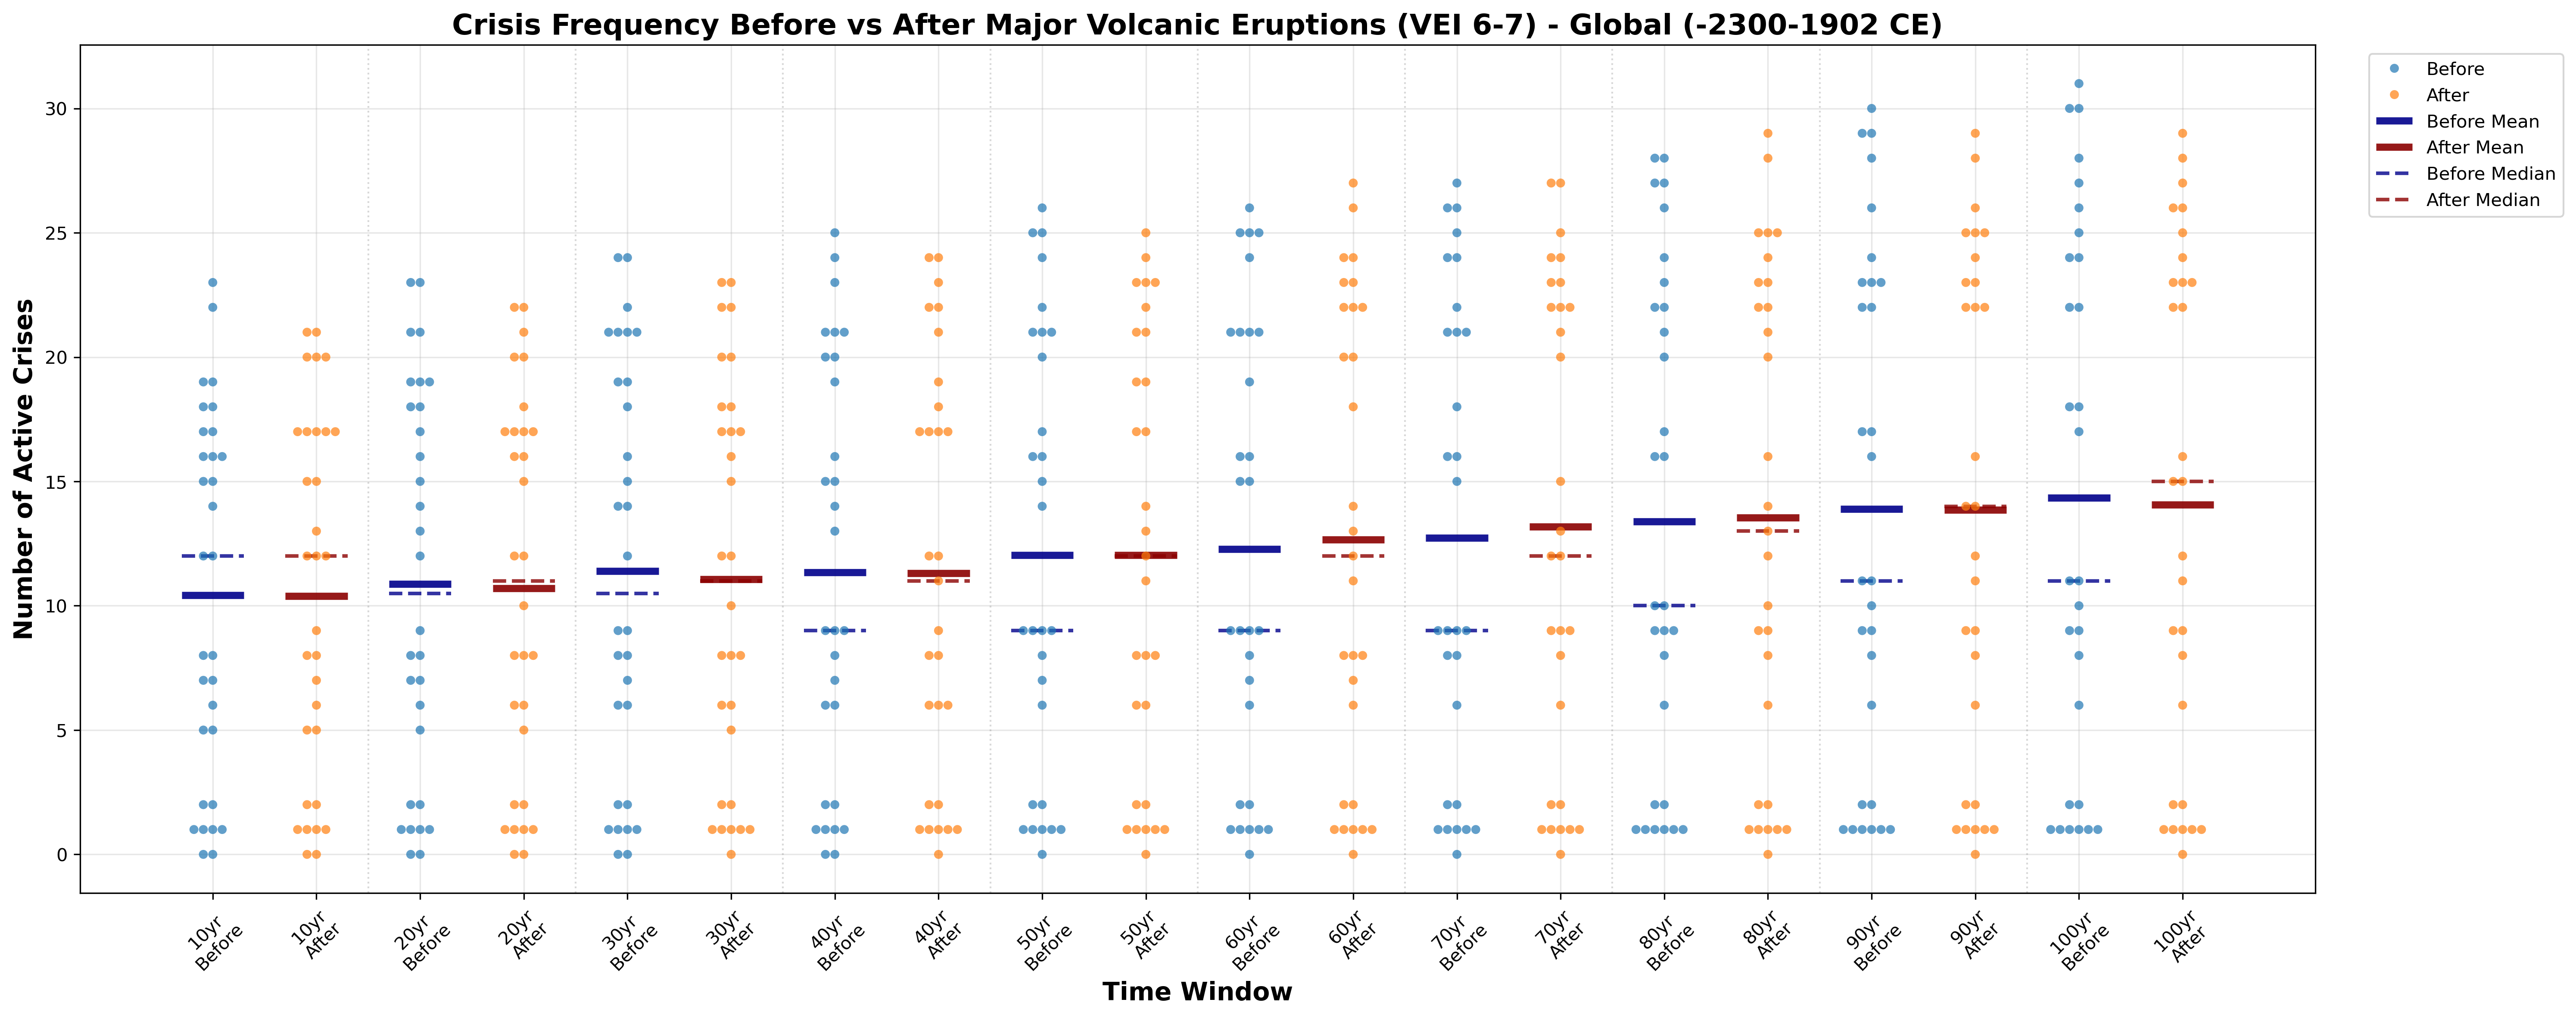 Crisis Frequency Before vs After Major Volcanic Eruptions (VEI 6-7) - Global (-2300-1902 CE)
Number of Active Crises
30
25
20
15
10
5
0
10yr
Before
10yr
After
20yr
Before
20yr
After
30yr
Before
30yr
After
40yr
Before
40yr
After
50yr
Before
50yr
After
60yr
Before
60yr
After
70yr
Before
70yr
After
80yr
Before
80yr
After
90yr
Before
90yr
After
100yr
Before
100yr
After
Time Window
Before
After
Before Mean
After Mean
Before Median
After Median